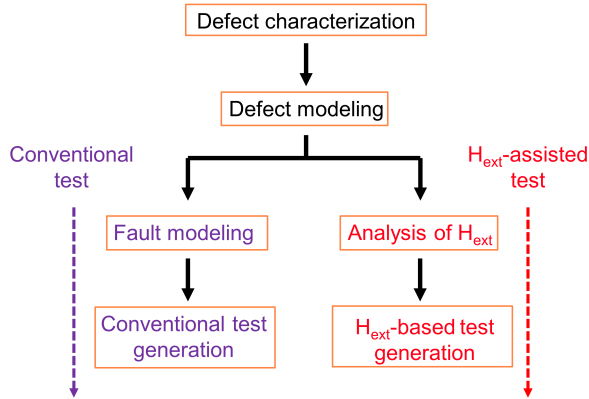 Defect characterization
Defect modeling
Conventional
test
Hext-assisted
test
Fault modeling
Analysis of Hext
Conventional test
generation
Hext-based test
generation